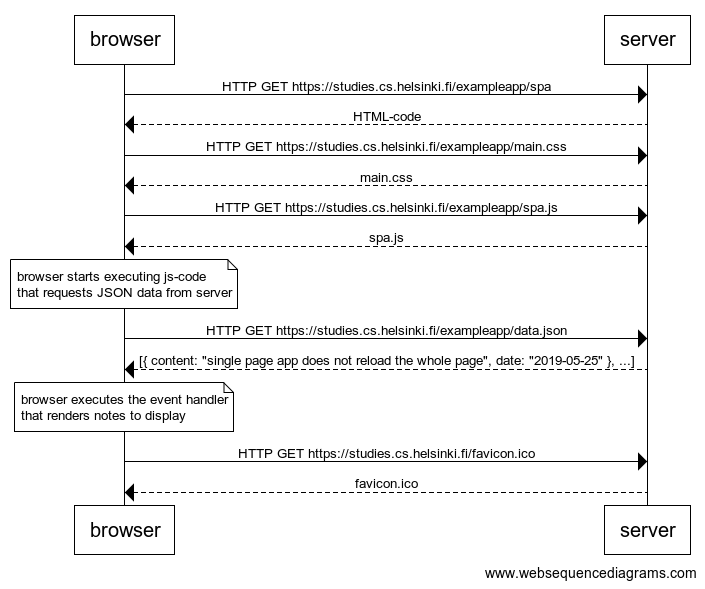 browser
server
HTTP GET https://studies.cs.helsinki.fi/exampleapp/spa
HTML-code
HTTP GET https://studies.cs.helsinki.fi/exampleapp/main.css
main.css
HTTP GET https://studies.cs.helsinki.fi/exampleapp/spa.js
spa.js
browser starts executing js-code
that requests JSON data from server
HTTP GET https://studies.cs.helsinki.fi/exampleapp/data.json
[{ content: "single page app does not reload the whole page", date: "2019-05-25" }, ...]
browser executes the event handler
that renders notes to display
HTTP GET https://studies.cs.helsinki.fi/favicon.ico
favicon.ico
browser
server
www.websequencediagrams.com